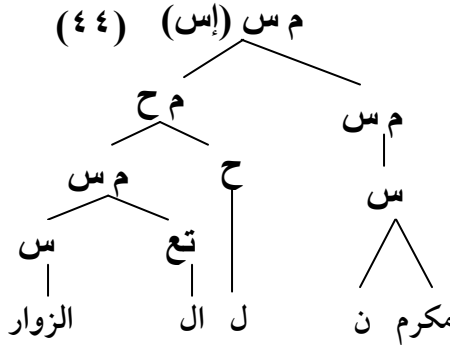 م س (إس) (٤٤)
م س م ح
س ح م س
تع س
مكرم ن ل ال الزوار